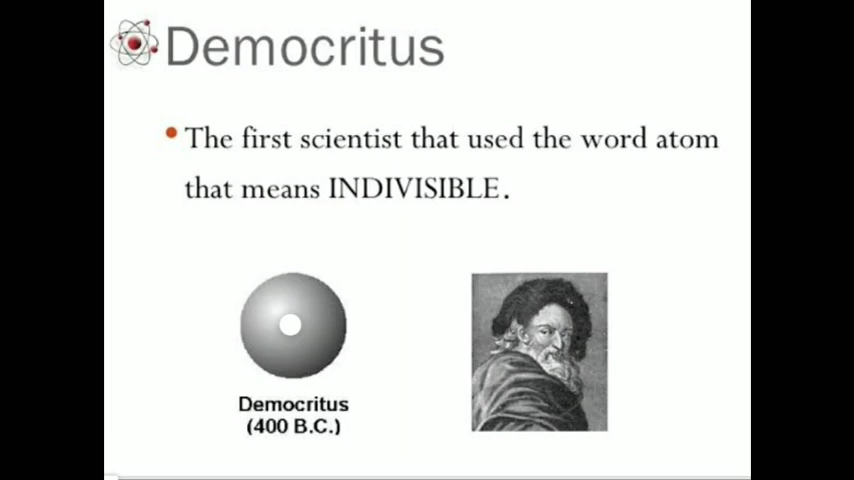 Democritus
• The first scientist that used the word atom
that means INDIVISIBLE.
Democritus
(400 B.C.)